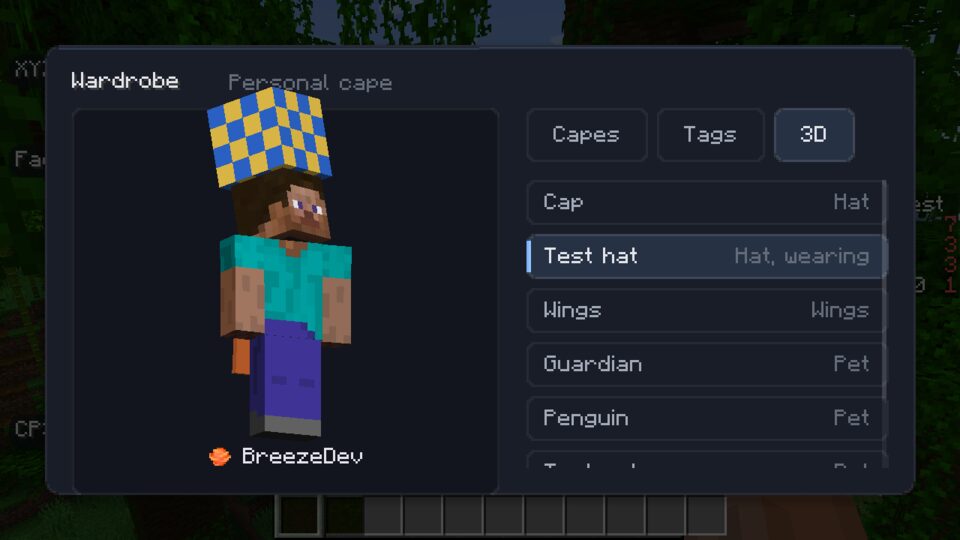 Wardrobe
Personal cape
Capes
Tags
3D
Cap
Hat
Test hat
Hat, wearing
Wings
Wings
Guardian
Pet
Penguin
Pet
BreezeDev